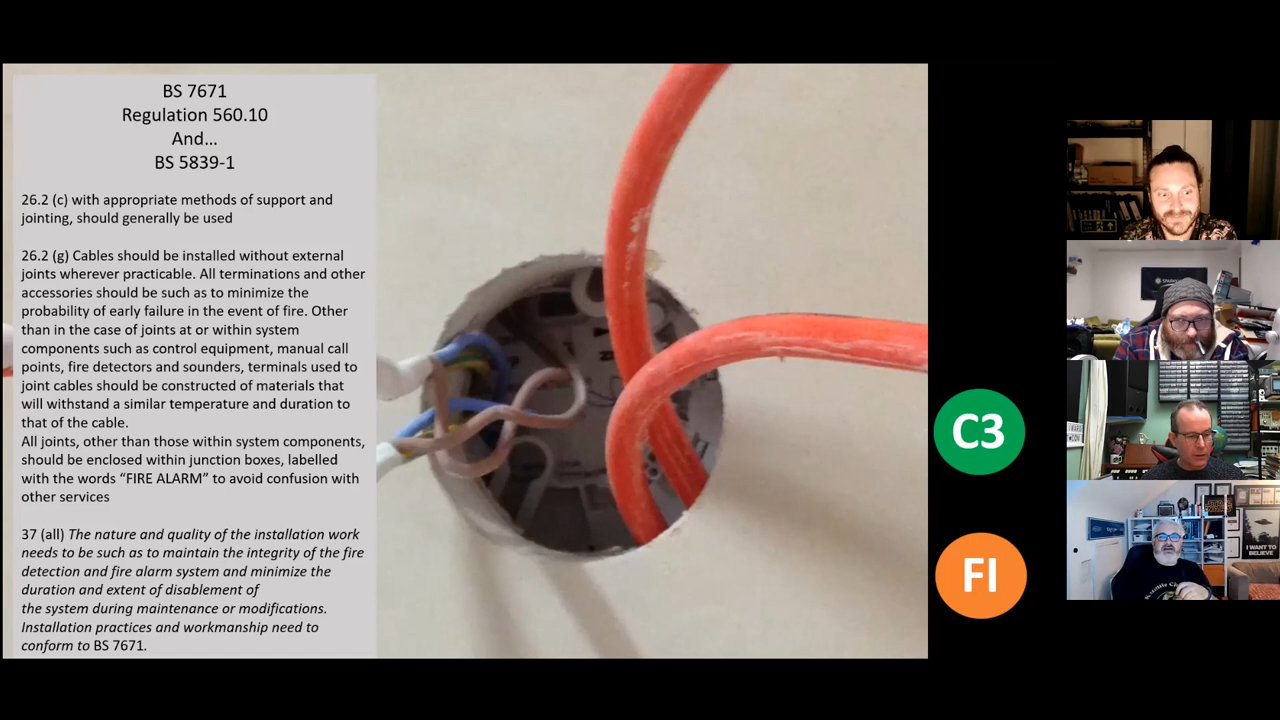 BS 7671
Regulation 560.10
And...
BS 5839-1
26.2 (c) with appropriate methods of support and
jointing, should generally be used
26.2 (g) Cables should be installed without external
joints wherever practicable. All terminations and other
accessories should be such as to minimize the
probability of early failure in the event of fire. Other
than in the case of joints at or within system
components such as control equipment, manual call
points, fire detectors and sounders, terminals used to
joint cables should be constructed of materials that
will withstand a similar temperature and duration to
that of the cable.
All joints, other than those within system components,
should be enclosed within junction boxes, labelled
with the words “FIRE ALARM” to avoid confusion with
other services
37 (all) The nature and quality of the installation work
needs to be such as to maintain the integrity of the fire
detection and fire alarm system and minimize the
duration and extent of disablement of
the system during maintenance or modifications.
Installation practices and workmanship need to
conform to BS 7671.
C3
FI
I WANT TO
BELIEVE